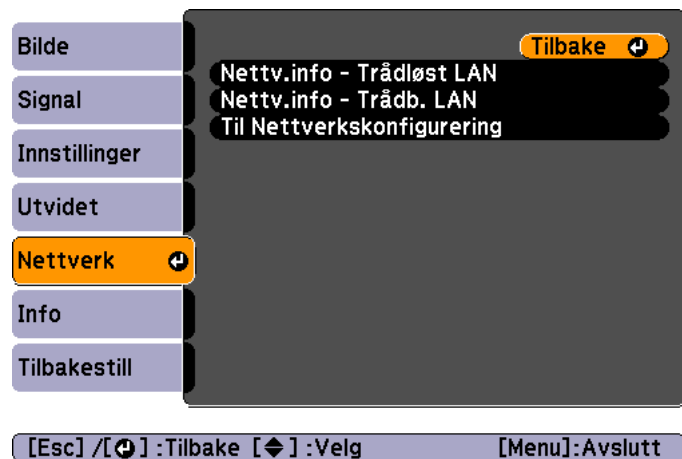 Bilde
Signal
Innstillinger
Utvidet
Nettverk
Info
Tilbakestill
Tilbake
Nettv.info - Trådløst LAN
Nettv.info - Trådb. LAN
Til Nettverkskonfigurering
[Esc] /[⏎] :Tilbake [◆] :Velg [Menu]:Avslutt